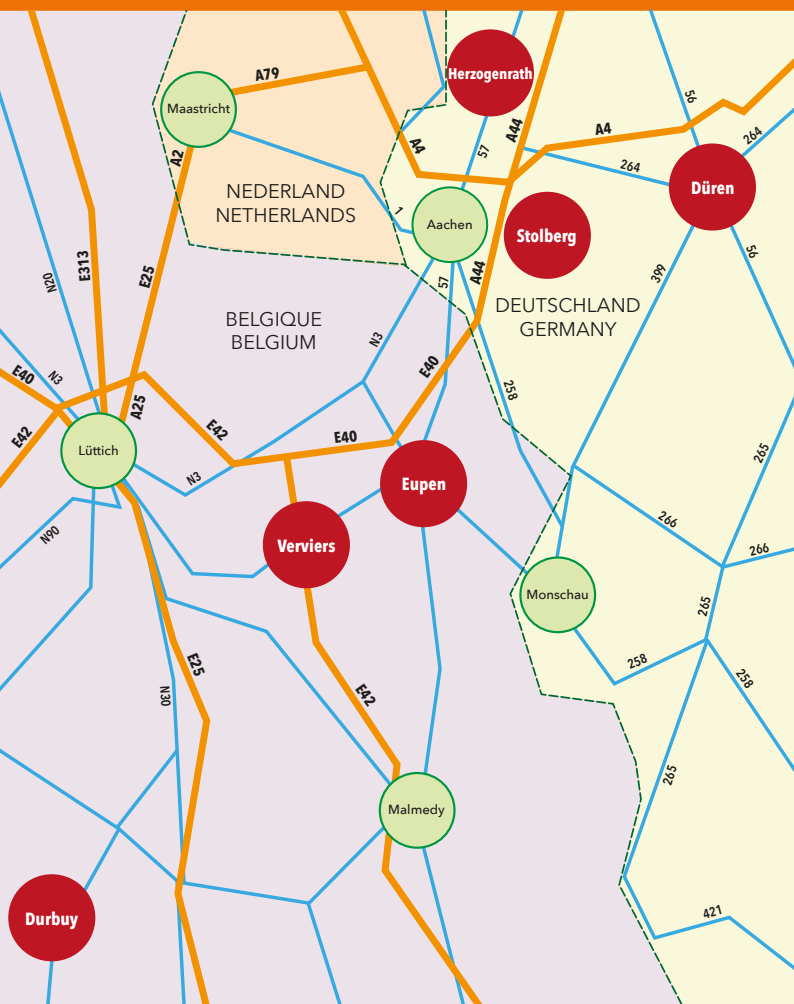 Herzogenrath
A79
Maastricht
56
A44
A4
A4
264
57
264
A2
NEDERLAND
NETHERLANDS
Düren
1
Aachen
Stolberg
56
399
E313
E25
N20
57
A44
DEUTSCHLAND
GERMANY
BELGIQUE
BELGIUM
N3
E40
E40
N3
258
A25
E42
E42
E40
265
Lüttich
N3
Eupen
266
N90
Verviers
266
Monschau
265
E25
258
258
N30
E42
265
Malmedy
Durbuy
421